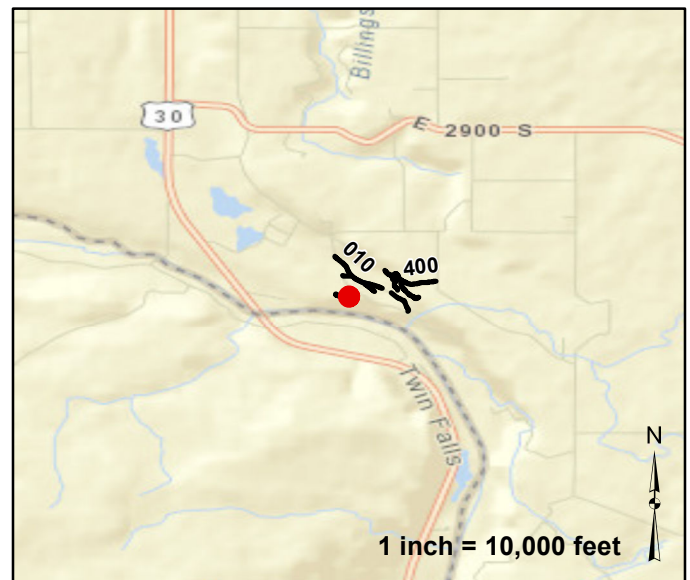 Billings
30
E 2900 S
010
400
Twin Falls
N
1 inch = 10,000 feet